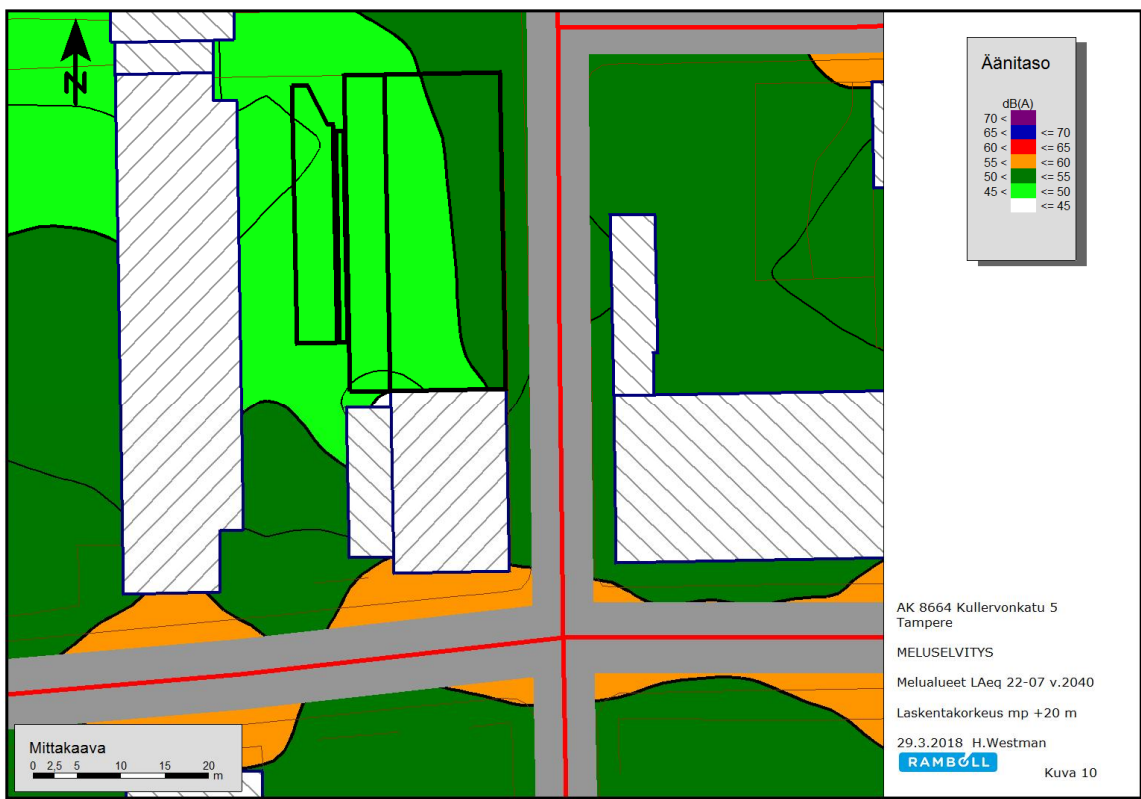 N
Äänitaso
dB(A)
70 <
65 < <= 70
60 < <= 65
55 < <= 60
50 < <= 55
45 < <= 50
<= 45
AK 8664 Kullervonkatu 5
Tampere
MELUSELVITYS
Melualueet LAeq 22-07 v.2040
Laskentakorkeus mp +20 m
29.3.2018 H.Westman
RAMBOLL
Kuva 10
Mittakaava
0 2,5 5 10 15 20
m